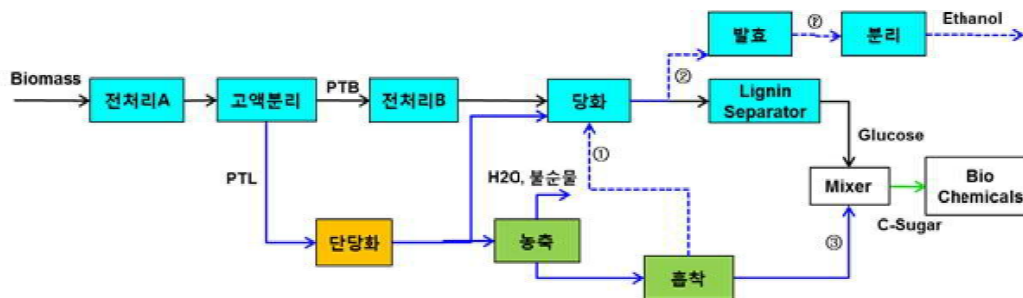 Ethanol
발효
②'
분리
②
Biomass
전처리A
고액분리
PTB
전처리B
당화
Lignin
Separator
①
Glucose
PTL
H2O, 불순물
Mixer
Bio
Chemicals
C-Sugar
단당화
농축
③
흡착